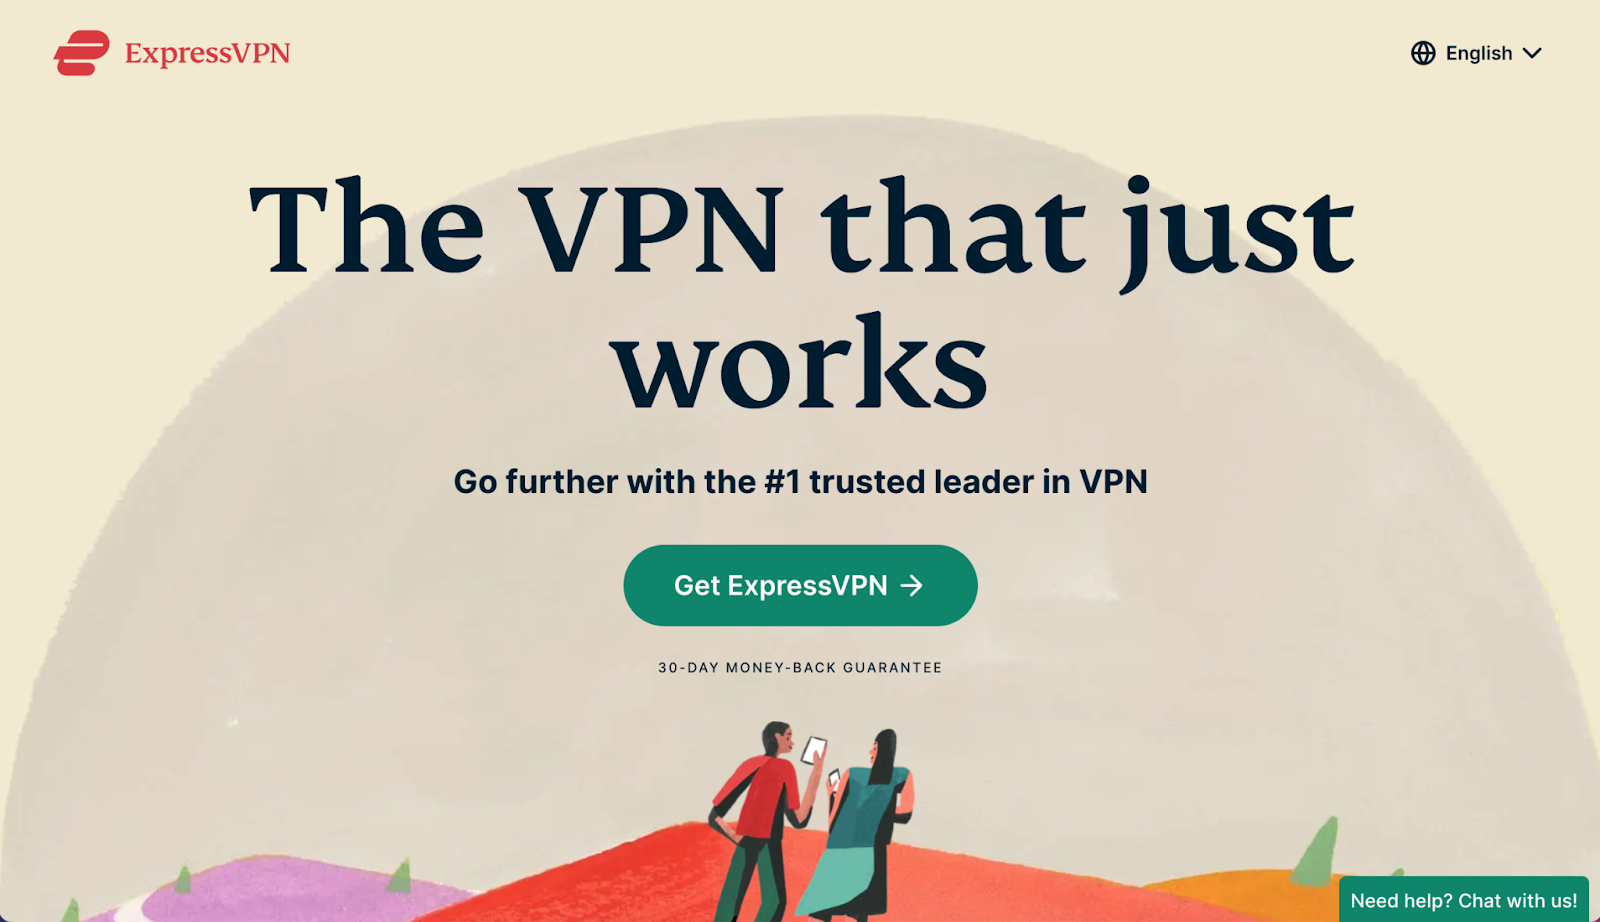 ExpressVPN
English
The VPN that just
works
Go further with the #1 trusted leader in VPN
Get ExpressVPN →
30-DAY MONEY-BACK GUARANTEE
Need help? Chat with us!